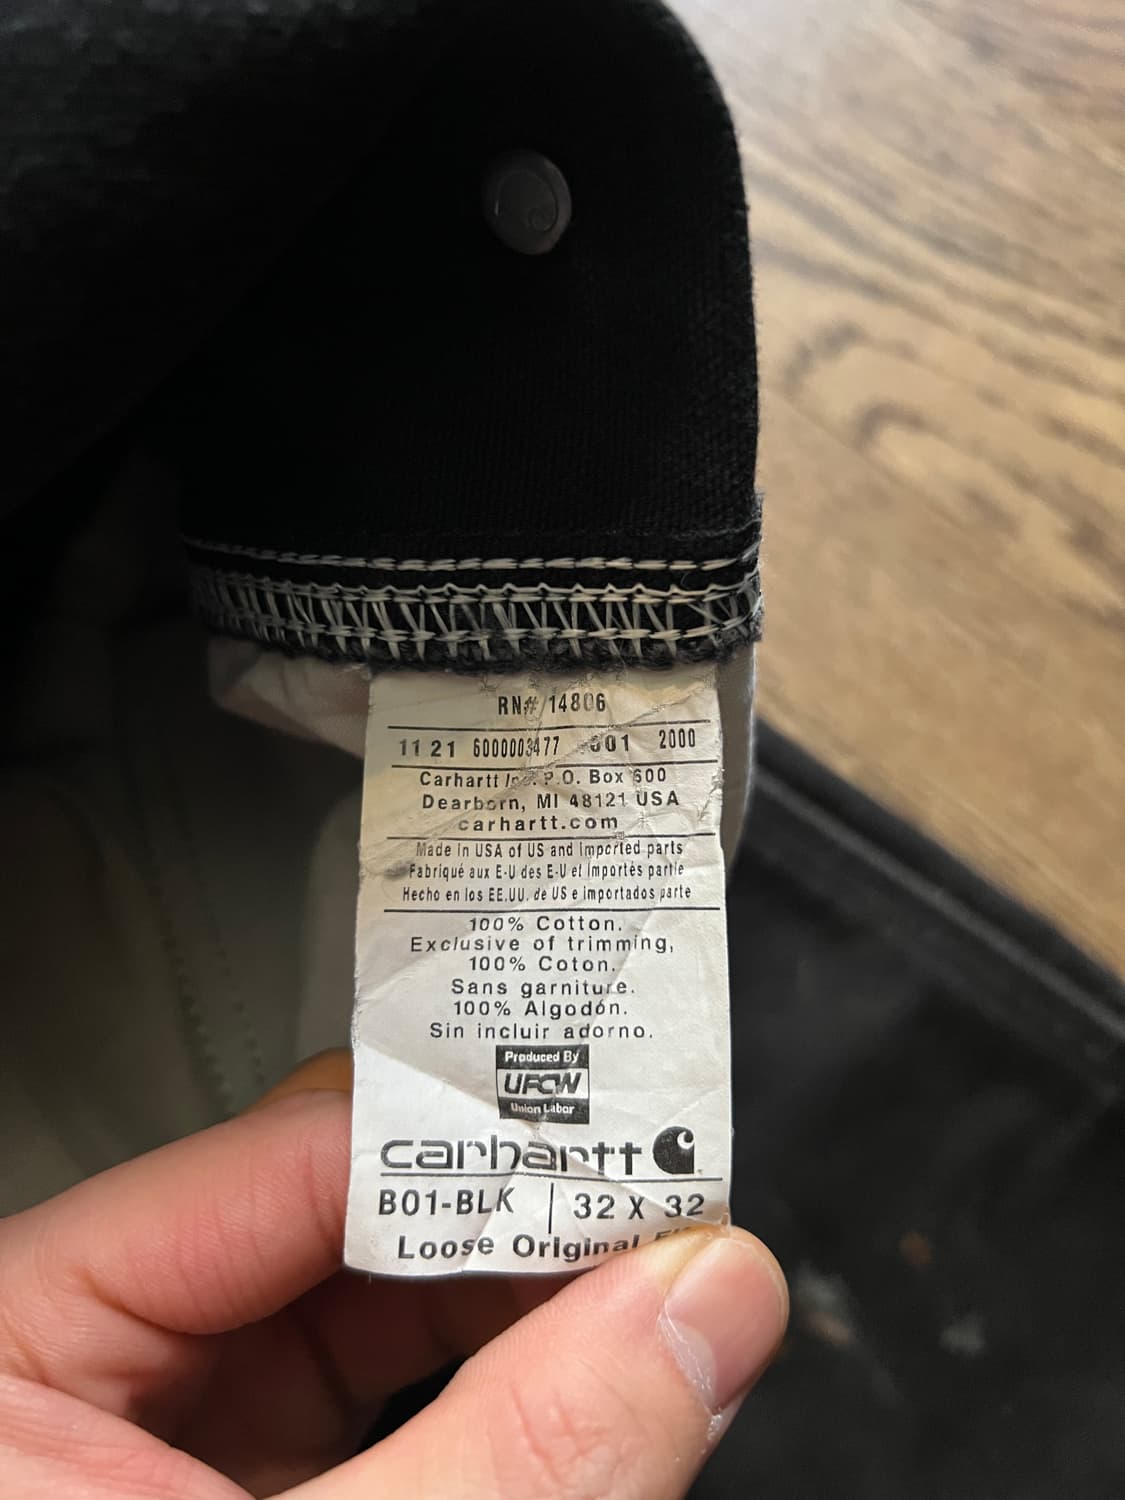 RN# 14806
11 21 6000003477 001 2000
Carhartt P.O. Box 600
Dearborn, MI 48121 USA
carhartt.com
Made in USA of US and imported parts
Fabriqué aux E-U des E-U et importés partie
Hecho en los EE.UU. de US e importados parte
100% Cotton.
Exclusive of trimming,
100% Coton.
Sans garniture.
100% Algodón.
Sin incluir adorno.
Produced By
UFCW
Union Labor
carhartt
B01-BLK | 32 X 32
Loose Original